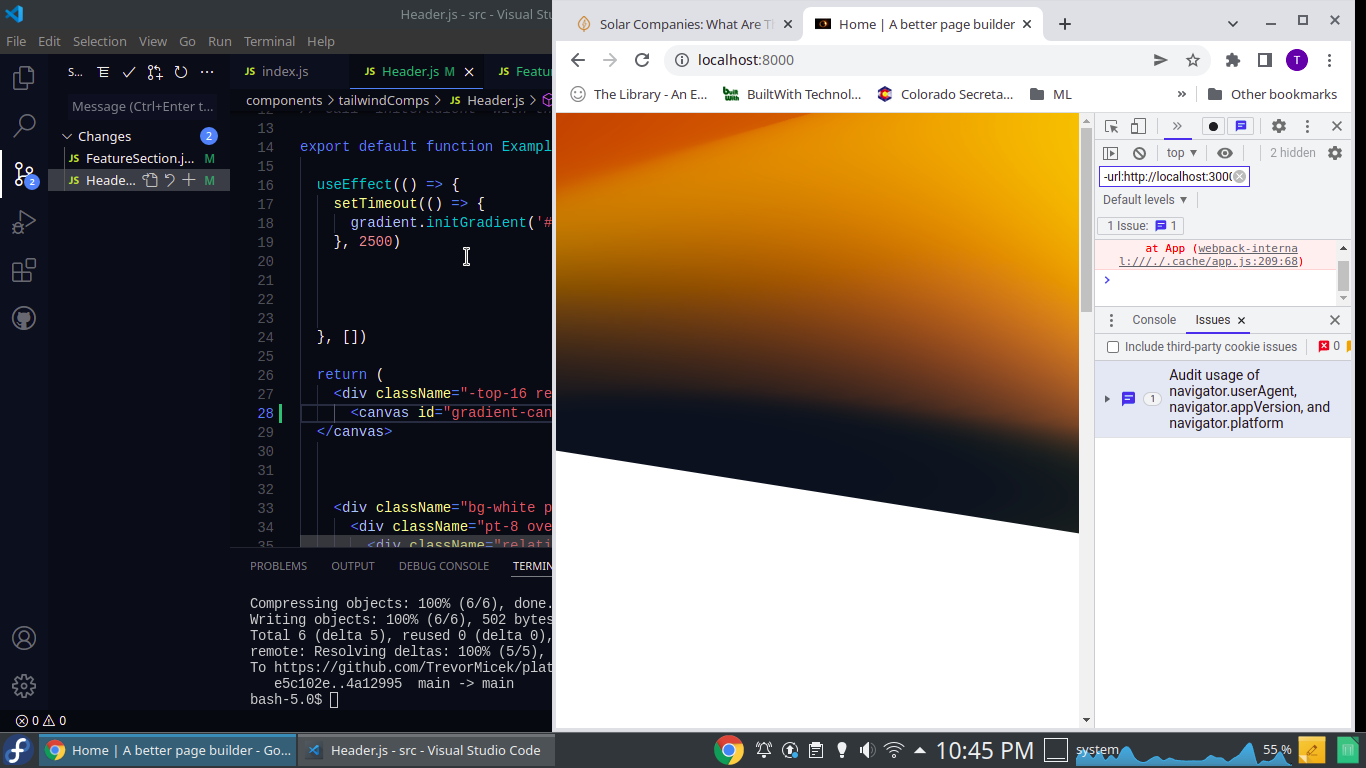 Header.js - src - Visual Stu
File Edit Selection View Go Run Terminal Help
S...
Message (Ctrl+Enter t...
Changes 2
JS FeatureSection.j... M
JS Heade... M
2
JS index.js
JS Header.js M
JS Featur
components > tailwindComps > JS Header.js >
13
14 export default function Exampl
15
16 useEffect(() => {
17 setTimeout(() => {
18 gradient.initGradient('#
19 }, 2500)
20
21
22
23
24 }, [])
25
26 return (
27 <div className="-top-16 re
28 <canvas id="gradient-can
29 </canvas>
30
31
32
33 <div className="bg-white p
34 <div className="pt-8 ove
35 <div className="relati
PROBLEMS OUTPUT DEBUG CONSOLE TERMIN
Compressing objects: 100% (6/6), done.
Writing objects: 100% (6/6), 502 bytes
Total 6 (delta 5), reused 0 (delta 0),
remote: Resolving deltas: 100% (5/5),
To https://github.com/TrevorMicek/plat
e5c102e..4a12995 main -> main
bash-5.0$
0 0
Solar Companies: What Are Th
Home | A better page builder
localhost:8000
T
The Library - An E...
BuiltWith Technol...
Colorado Secreta...
ML
»
Other bookmarks
»
top ▼
2 hidden
-url:http://localhost:3000
Default levels ▼
1 Issue: 1
at App (webpack-interna
l:///./.cache/app.js:209:68)
Console Issues
Include third-party cookie issues 0
1
Audit usage of
navigator.userAgent,
navigator.appVersion, and
navigator.platform
Home | A better page builder - Go...
Header.js - src - Visual Studio Code
10:45 PM
system
55 %